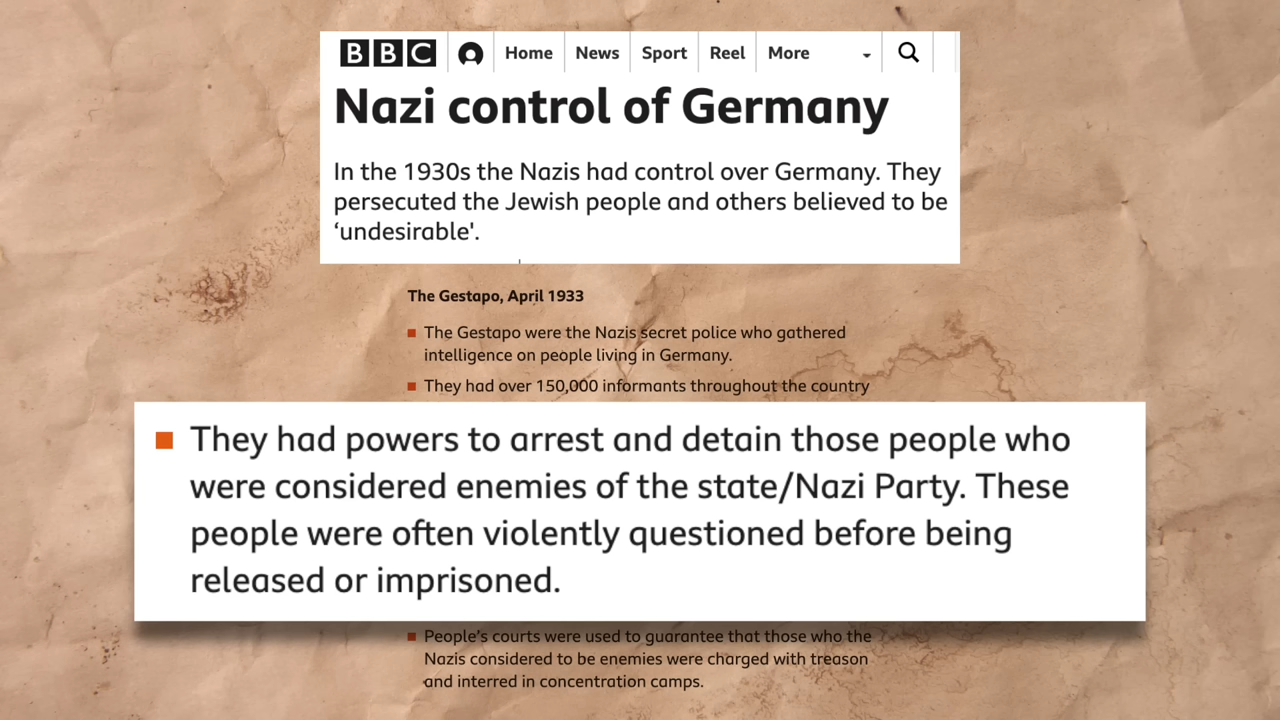 BBC Home News Sport Reel More
Nazi control of Germany
In the 1930s the Nazis had control over Germany. They
persecuted the Jewish people and others believed to be
‘undesirable'.
The Gestapo, April 1933
The Gestapo were the Nazis secret police who gathered
intelligence on people living in Germany.
They had over 150,000 informants throughout the country
They had powers to arrest and detain those people who
were considered enemies of the state/Nazi Party. These
people were often violently questioned before being
released or imprisoned.
People's courts were used to guarantee that those who the
Nazis considered to be enemies were charged with treason
and interred in concentration camps.